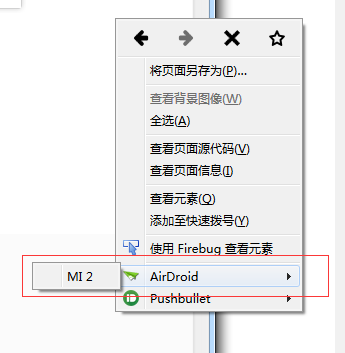 将页面另存为(P)...
查看背景图像(W)
全选(A)
查看页面源代码(V)
查看页面信息(I)
查看元素(Q)
添加至快速拨号(Y)
使用 Firebug 查看元素
MI 2
AirDroid
Pushbullet